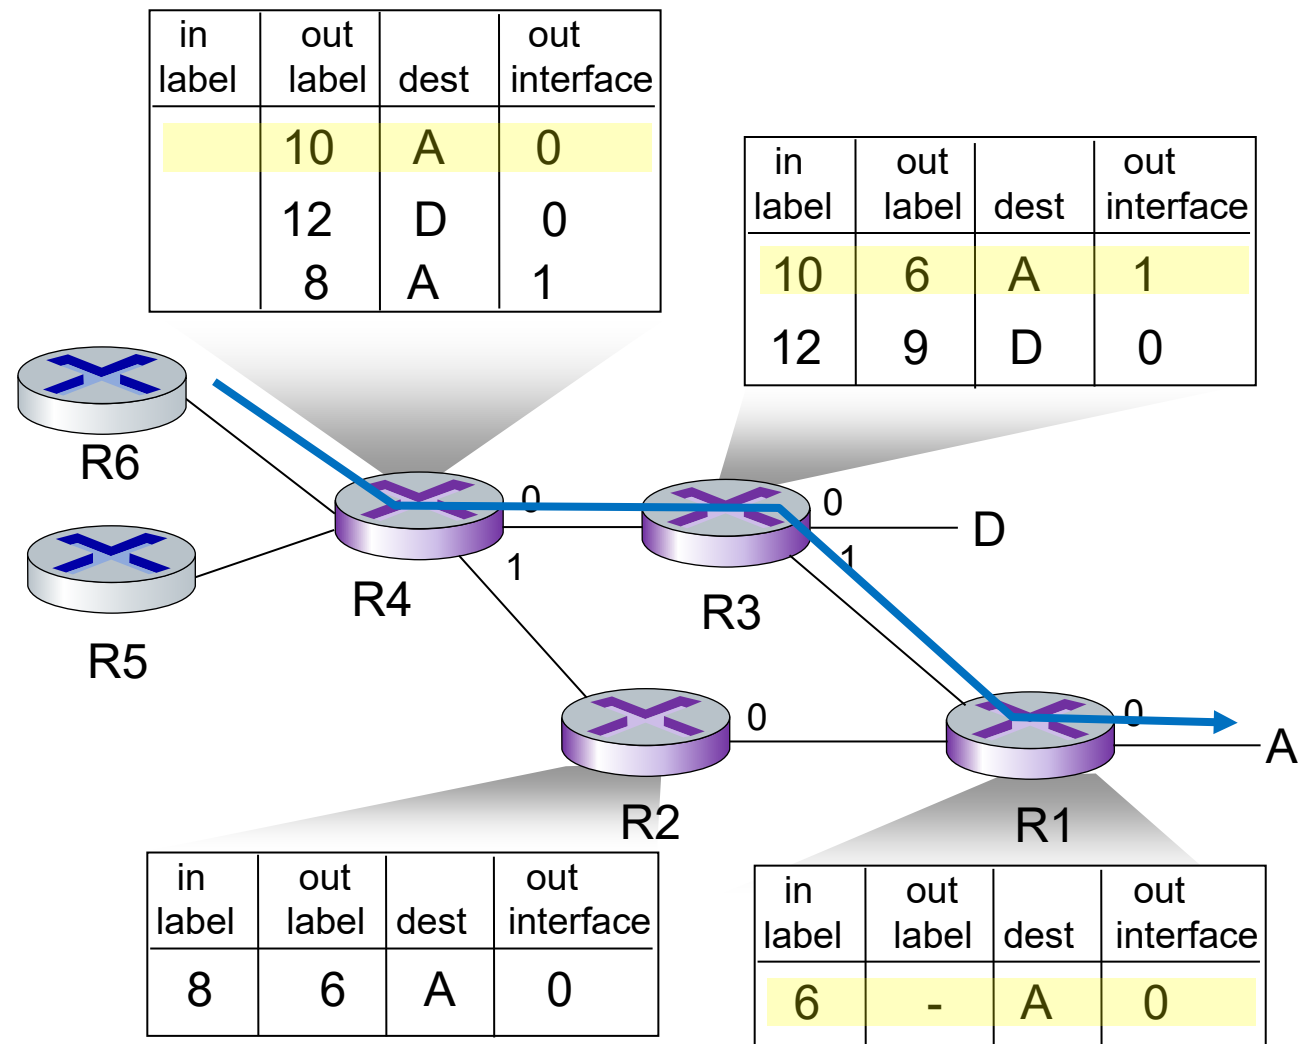 in out out
label label dest interface
10 A 0
12 D 0
8 A 1
in out out
label label dest interface
10 6 A 1
12 9 D 0
R6
0
0
D
1
1
R4
R3
R5
0
0
A
R2
R1
in out out
label label dest interface
8 6 A 0
in out out
label label dest interface
6 - A 0